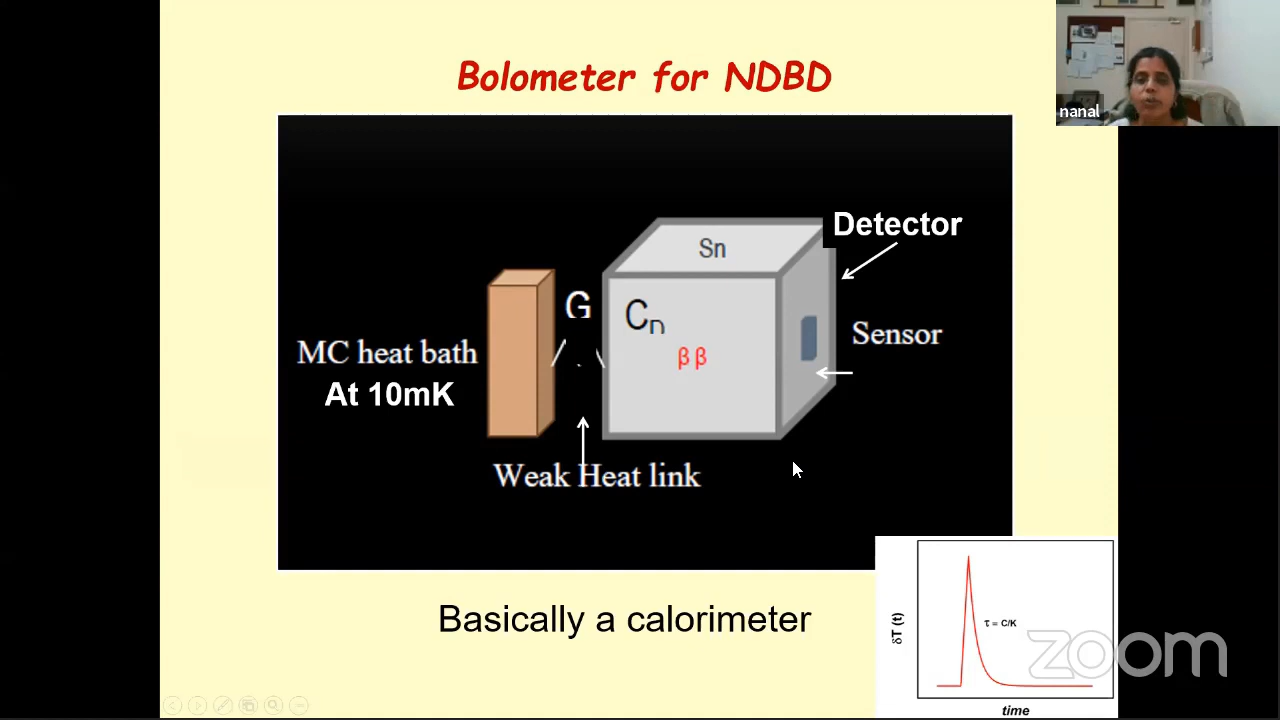 Bolometer for NDBD
nanal
Detector
Sn
G
Sensor
ββ
MC heat bath
At 10mK
Weak Heat link
Basically a calorimeter
δT (t)
τ = C/K
time
zoom